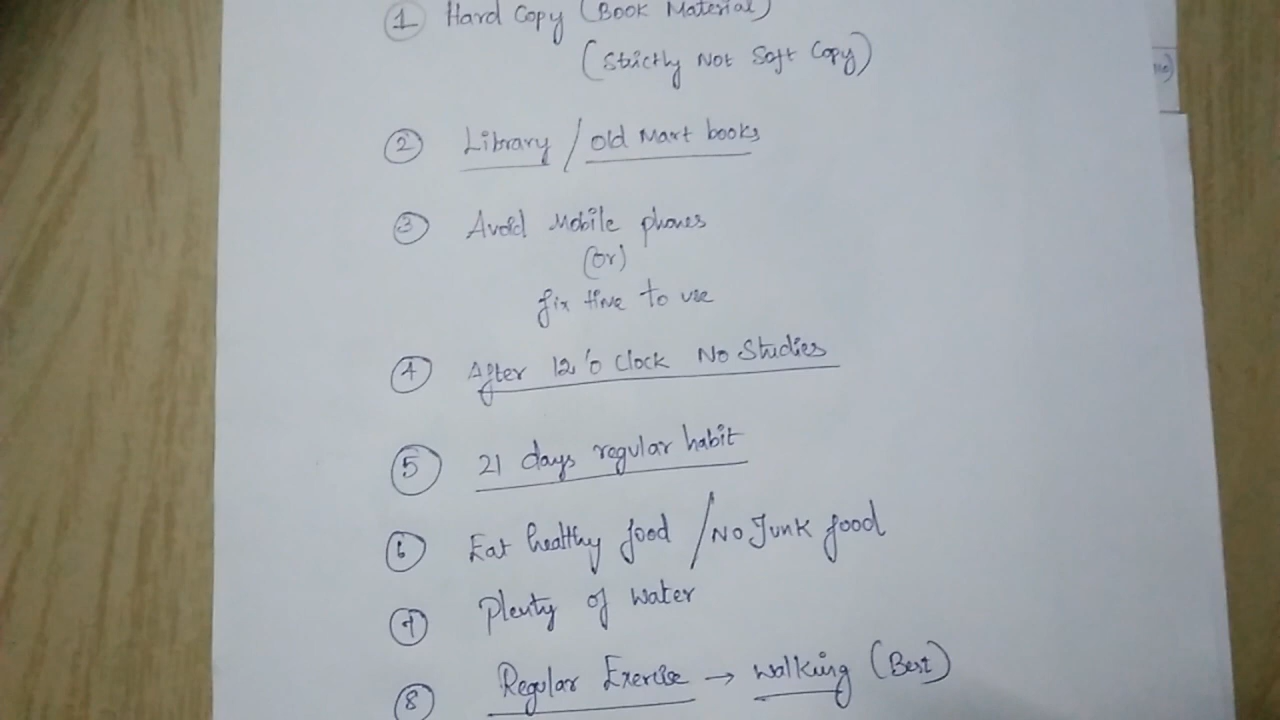 ① Hard Copy (Book Material)
(Strictly Not Soft Copy)
② Library / old Mart books
③ Avoid Mobile phones
(or)
fix time to use
④ After 12 'o Clock No Studies
⑤ 21 days regular habit
⑥ Eat healthy food / No Junk food
⑦ Plenty of water
⑧ Regular Exercise → walking (Best)